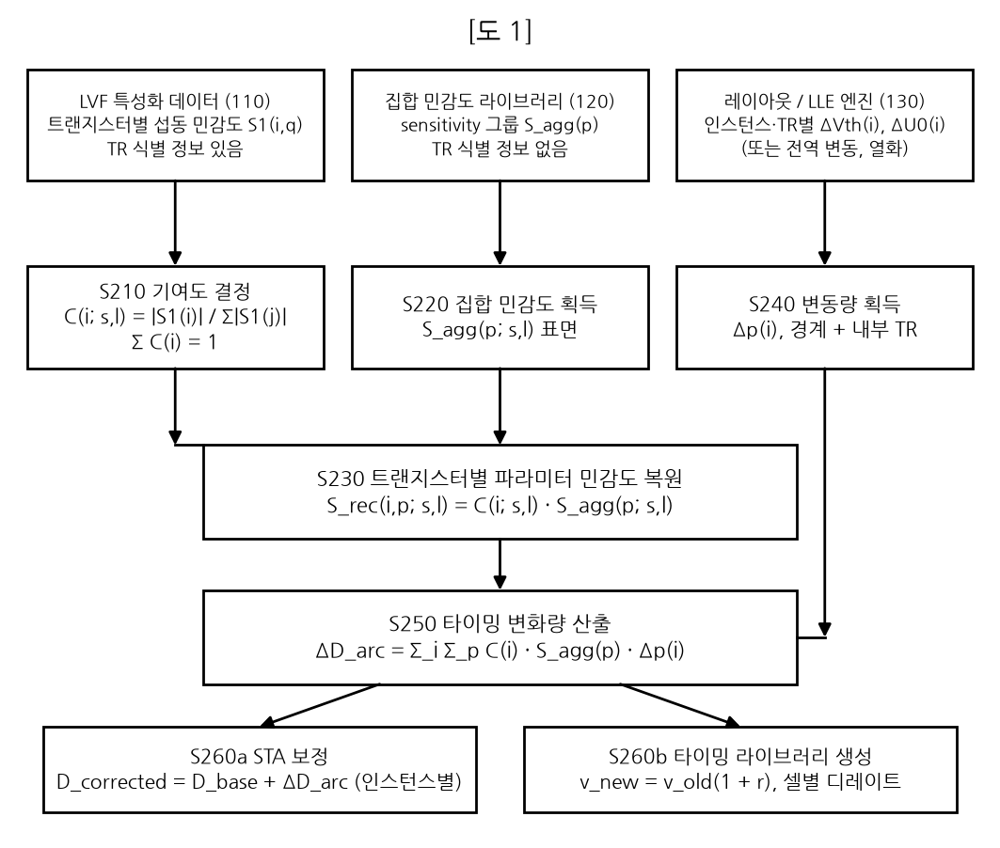 [도 1]
LVF 특성화 데이터 (110)
트랜지스터별 섭동 민감도 S1(i,q)
TR 식별 정보 있음
집합 민감도 라이브러리 (120)
sensitivity 그룹 S_agg(p)
TR 식별 정보 없음
레이아웃 / LLE 엔진 (130)
인스턴스·TR별 ΔVth(i), ΔU0(i)
(또는 전역 변동, 열화)
S210 기여도 결정
C(i; s,l) = |S1(i)| / Σ|S1(j)|
Σ C(i) = 1
S220 집합 민감도 획득
S_agg(p; s,l) 표면
S240 변동량 획득
Δp(i), 경계 + 내부 TR
S230 트랜지스터별 파라미터 민감도 복원
S_rec(i,p; s,l) = C(i; s,l) · S_agg(p; s,l)
S250 타이밍 변화량 산출
ΔD_arc = Σ_i Σ_p C(i) · S_agg(p) · Δp(i)
S260a STA 보정
D_corrected = D_base + ΔD_arc (인스턴스별)
S260b 타이밍 라이브러리 생성
v_new = v_old(1 + r), 셀별 디레이트